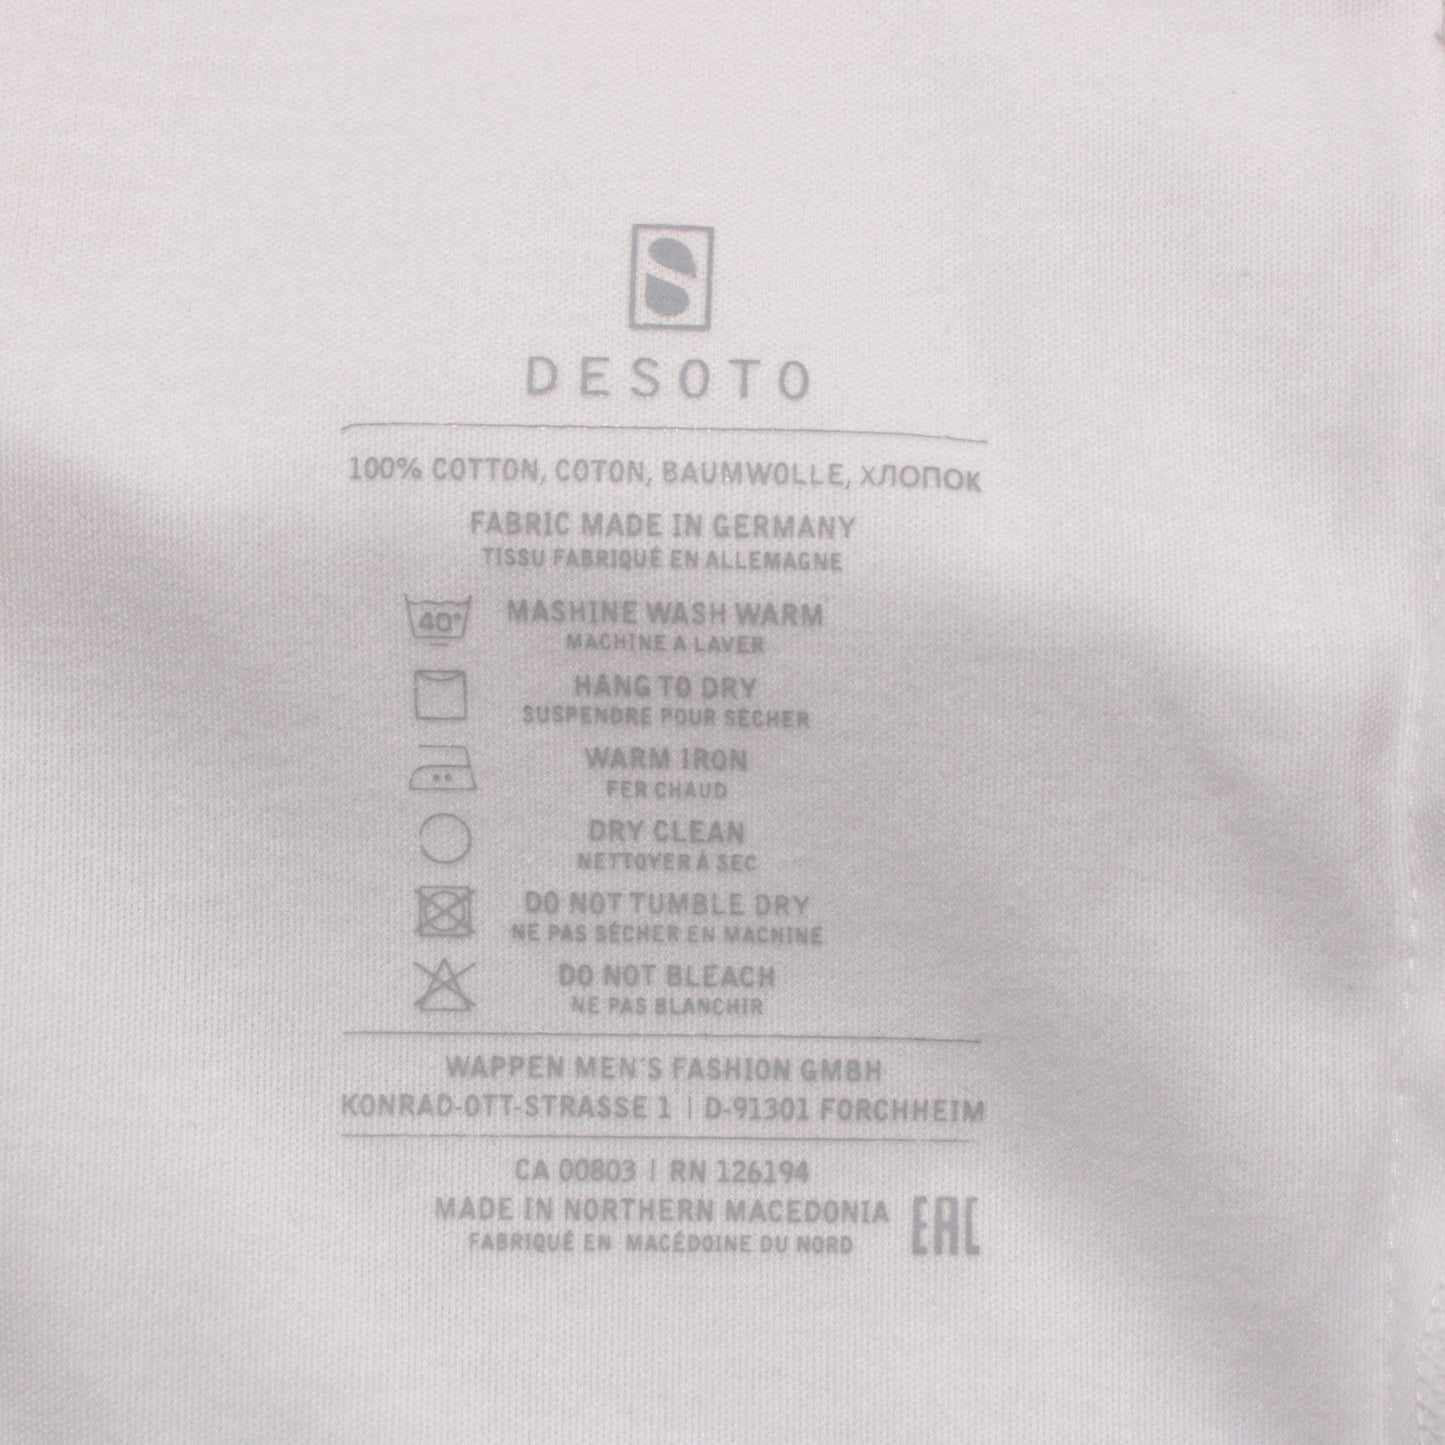 DESOTO
100% COTTON, COTON, BAUMWOLLE, ХЛОПОК
FABRIC MADE IN GERMANY
TISSU FABRIQUÉ EN ALLEMAGNE
40° MASHINE WASH WARM
MACHINE A LAVER
HANG TO DRY
SUSPENDRE POUR SÉCHER
WARM IRON
FER CHAUD
DRY CLEAN
NETTOYER À SEC
DO NOT TUMBLE DRY
NE PAS SÉCHER EN MACHINE
DO NOT BLEACH
NE PAS BLANCHIR
WAPPEN MEN´S FASHION GMBH
KONRAD-OTT-STRASSE 1 | D-91301 FORCHHEIM
CA 00803 | RN 126194
MADE IN NORTHERN MACEDONIA
FABRIQUÉ EN MACÉDOINE DU NORD
EAC